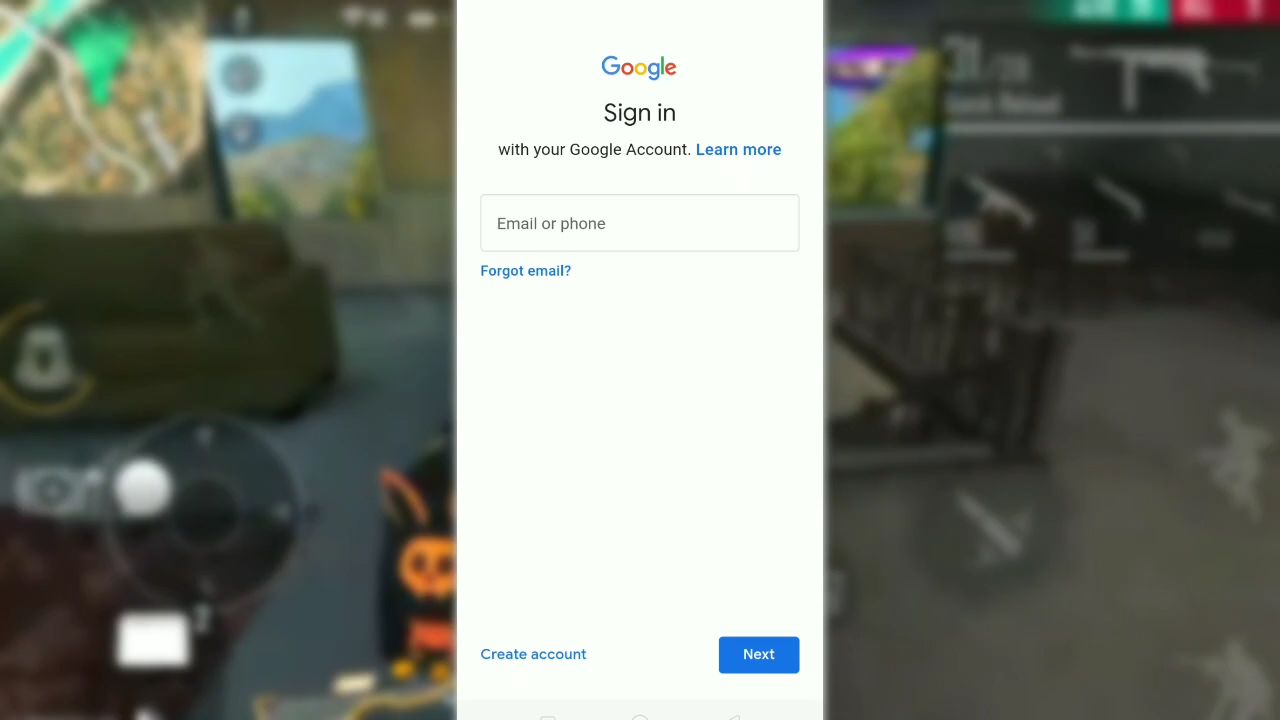 Google
Sign in
with your Google Account. Learn more
Email or phone
Forgot email?
Create account
Next